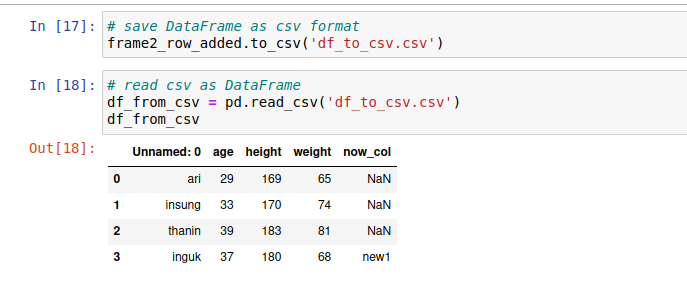 In [17]: # save DataFrame as csv format
frame2_row_added.to_csv('df_to_csv.csv')
In [18]: # read csv as DataFrame
df_from_csv = pd.read_csv('df_to_csv.csv')
df_from_csv
Out[18]:
Unnamed: 0 age height weight now_col
0 ari 29 169 65 NaN
1 insung 33 170 74 NaN
2 thanin 39 183 81 NaN
3 inguk 37 180 68 new1